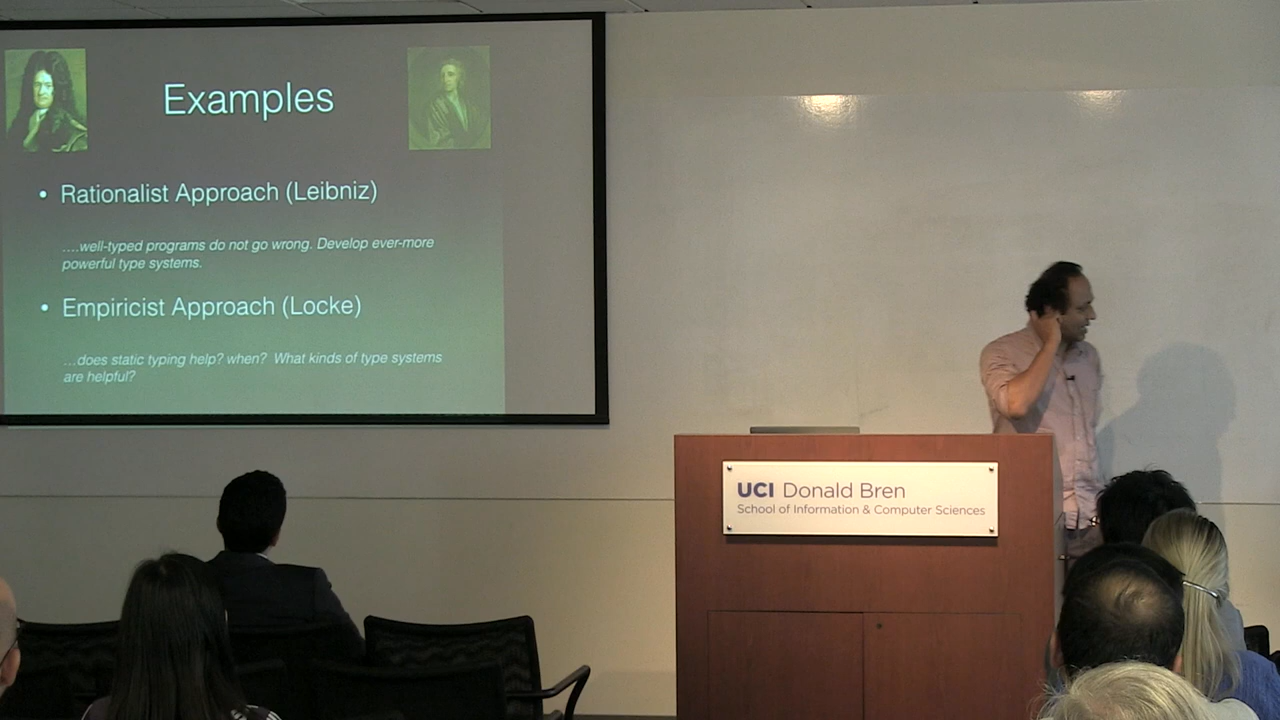 Examples
• Rationalist Approach (Leibniz)
....well-typed programs do not go wrong. Develop ever-more
powerful type systems.
• Empiricist Approach (Locke)
...does static typing help? when? What kinds of type systems
are helpful?
UCI Donald Bren
School of Information & Computer Sciences